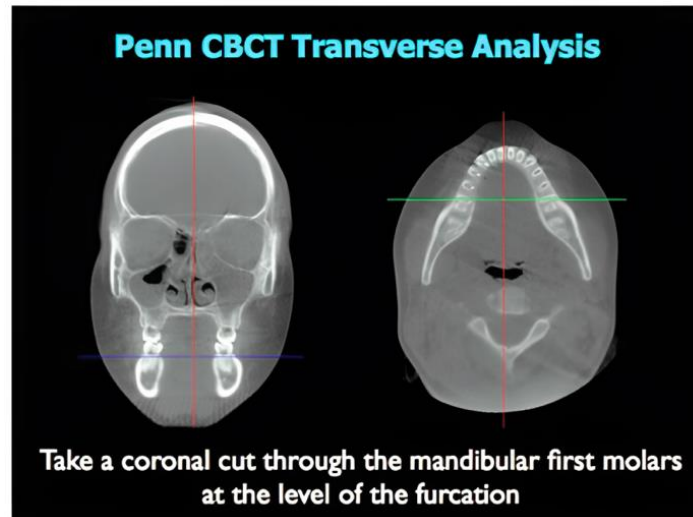 Penn CBCT Transverse Analysis
Take a coronal cut through the mandibular first molars
at the level of the furcation